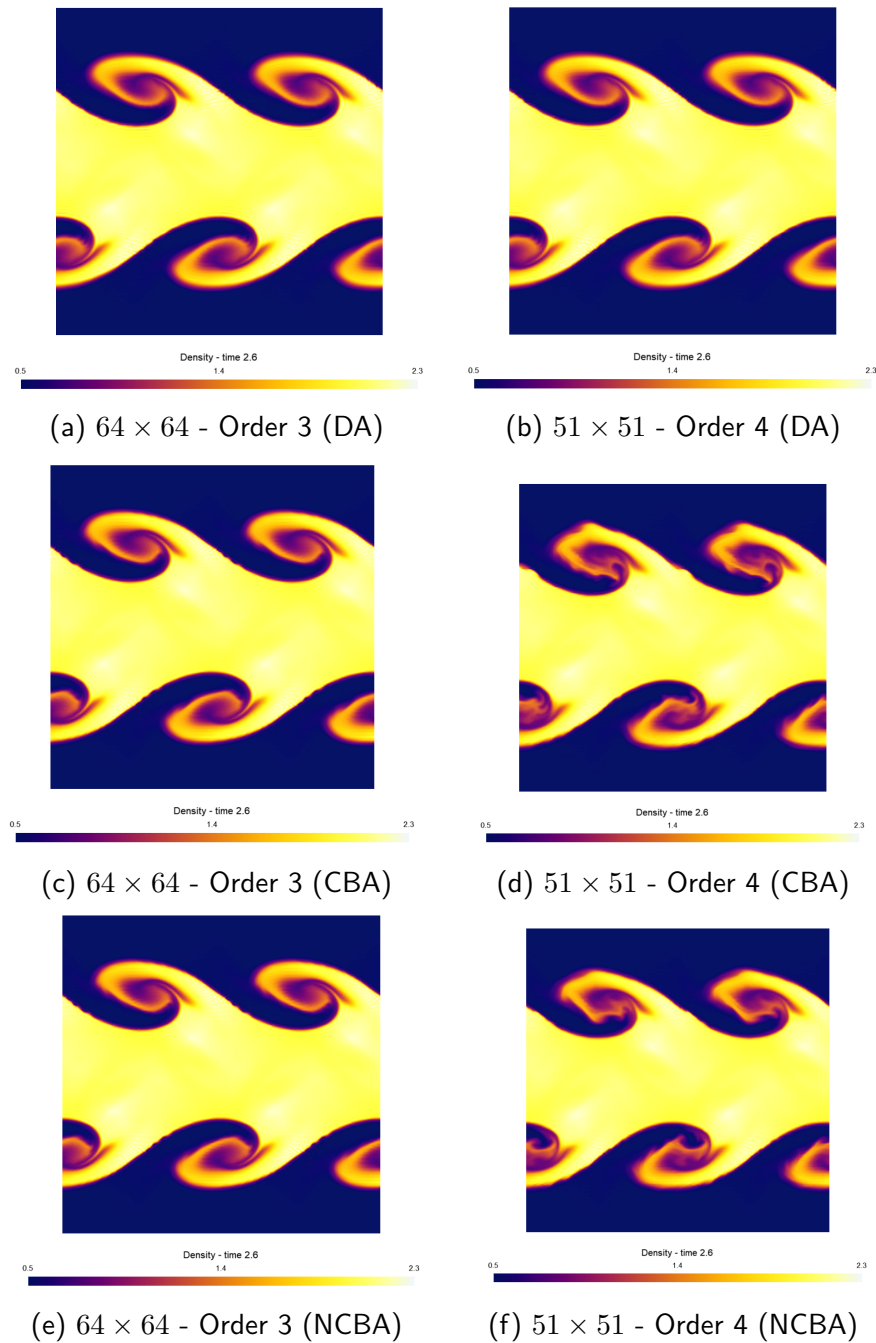 Density - time 2.6
0.5 1.4 2.3
(a) 64 × 64 - Order 3 (DA)
Density - time 2.6
0.5 1.4 2.3
(b) 51 × 51 - Order 4 (DA)
Density - time 2.6
0.5 1.4 2.3
(c) 64 × 64 - Order 3 (CBA)
Density - time 2.6
0.5 1.4 2.3
(d) 51 × 51 - Order 4 (CBA)
Density - time 2.6
0.5 1.4 2.3
(e) 64 × 64 - Order 3 (NCBA)
Density - time 2.6
0.5 1.4 2.3
(f) 51 × 51 - Order 4 (NCBA)